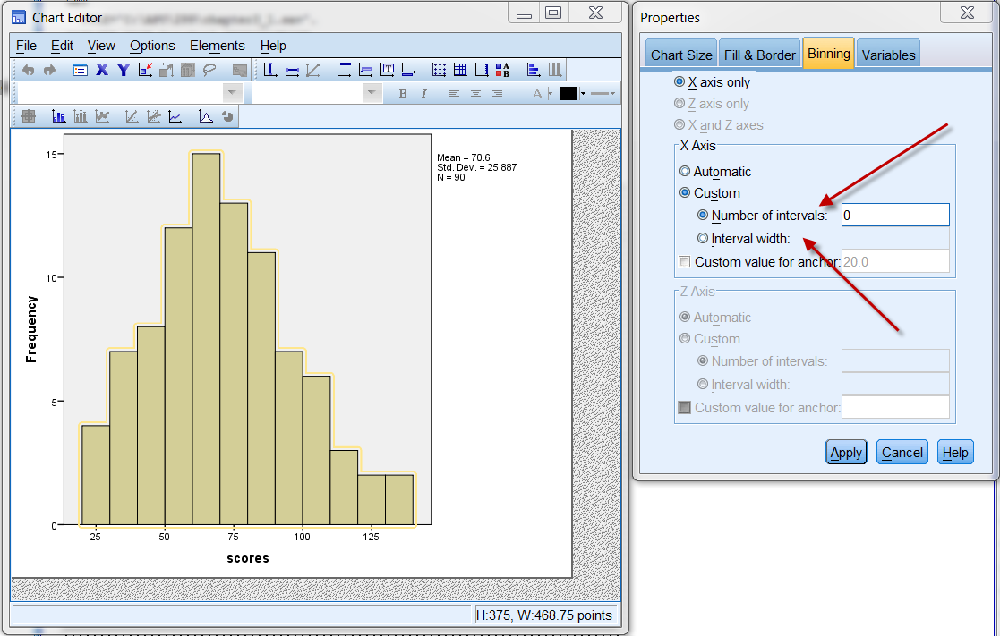 Chart Editor
File Edit View Options Elements Help
X Y
B I A
15
10
5
0
Frequency
25 50 75 100 125
scores
Mean = 70.6
Std. Dev. = 25.887
N = 90
H:375, W:468.75 points
Properties
Chart Size Fill & Border Binning Variables
X axis only
Z axis only
X and Z axes
X Axis
Automatic
Custom
Number of intervals: 0
Interval width:
Custom value for anchor: 20.0
Z Axis
Automatic
Custom
Number of intervals:
Interval width:
Custom value for anchor:
Apply Cancel Help